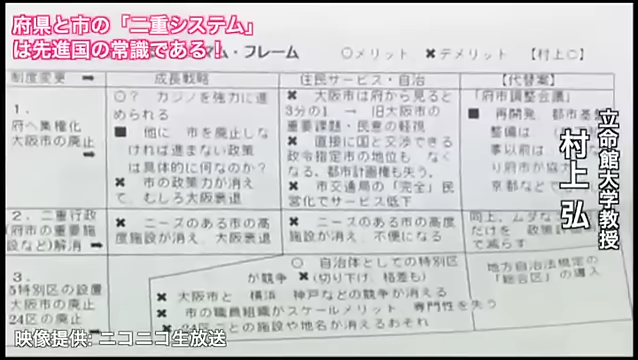 府県と市の「二重システム」
は先進国の常識である！
ム・フレーム ○メリット ✖デメリット 【村上○】
制度変更 ➡ 成長戦略 住民サービス・自治 【代替案】
1．
府へ集権化
大阪市の廃止
➡
○？ カジノを強力に進
められる
■ 他に 市を廃止しな
ければ進まない政策
は具体的に何なのか？
✖ 市の政策力が消え
て、むしろ大阪衰退
✖ 大阪市は府から見ると
3分の1 → 旧大阪市の
重要課題・民意の軽視
✖ 直接に国と交渉できる
政令指定市の地位も なく
なる。都市計画権も失う。
✖ 市交通局の「完全」民
営化でサービス低下
「府市調整会議」
■ 再開発 都市基
整備は
事以前は
り府市が協
京都などで
2．二重行政
(府市の重要施
設など)解消 ➡
✖ ニーズのある市の高
度施設が消え、大阪衰退
✖ ニーズのある市の高度
施設が消え、不便になる
同上。ムダな
だけを 政策
で減らす
3．
5特別区の設置
大阪市の廃止
24区の廃止
➡
○ 自治体としての特別区
が競争 ✖(切り下げ、格差も)
✖ 大阪市と 横浜 神戸などの競争が消える
✖ 市の職員組織がスケールメリット 専門性を失う
✖ 24区ごとの施設や地名が消えるおそれ
地方自治法規定の
「総合区」の導入
立命館大学教授
村上 弘
映像提供: ニコニコ生放送